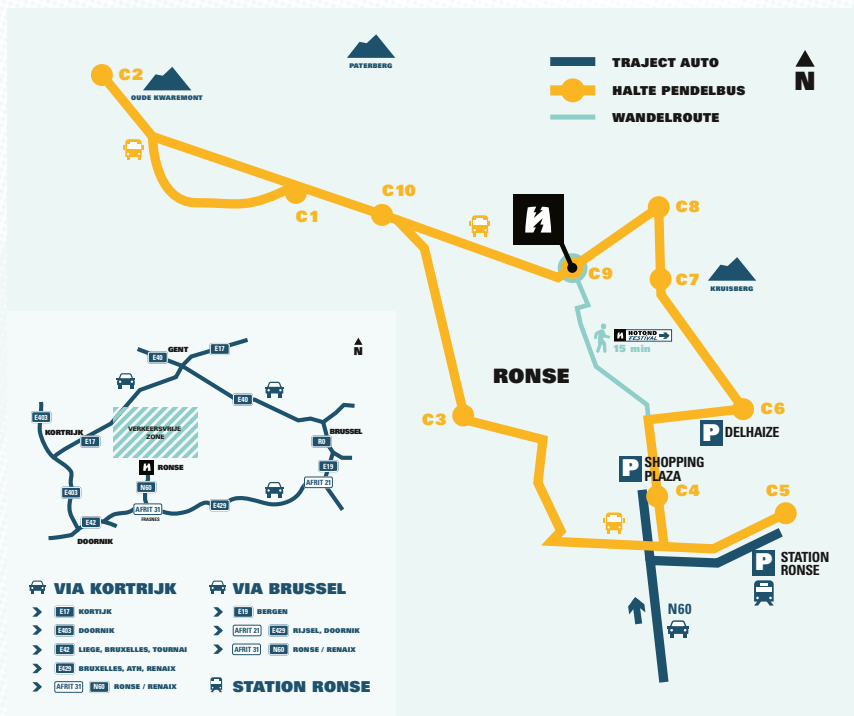 C2
OUDE KWAREMONT
PATERBERG
TRAJECT AUTO
HALTE PENDELBUS
WANDELROUTE
N
C1
C10
C8
C9
C7
KRUISBERG
HOTOND
FESTIVAL
15 min
RONSE
C3
C6
P DELHAIZE
P SHOPPING
PLAZA
C4
C5
P STATION
RONSE
N60
N
GENT
E17
E40
E40
E403
KORTRIJK
E17
VERKEERSVRIJE
ZONE
BRUSSEL
R0
E19
AFRIT 21
RONSE
N60
E403
E429
AFRIT 31
FRASNES
E42
DOORNIK
VIA KORTRIJK
E17 KORTIJK
E403 DOORNIK
E42 LIEGE, BRUXELLES, TOURNAI
E429 BRUXELLES, ATH, RENAIX
AFRIT 31 N60 RONSE / RENAIX
VIA BRUSSEL
E19 BERGEN
AFRIT 21 E429 RIJSEL, DOORNIK
AFRIT 31 N60 RONSE / RENAIX
STATION RONSE